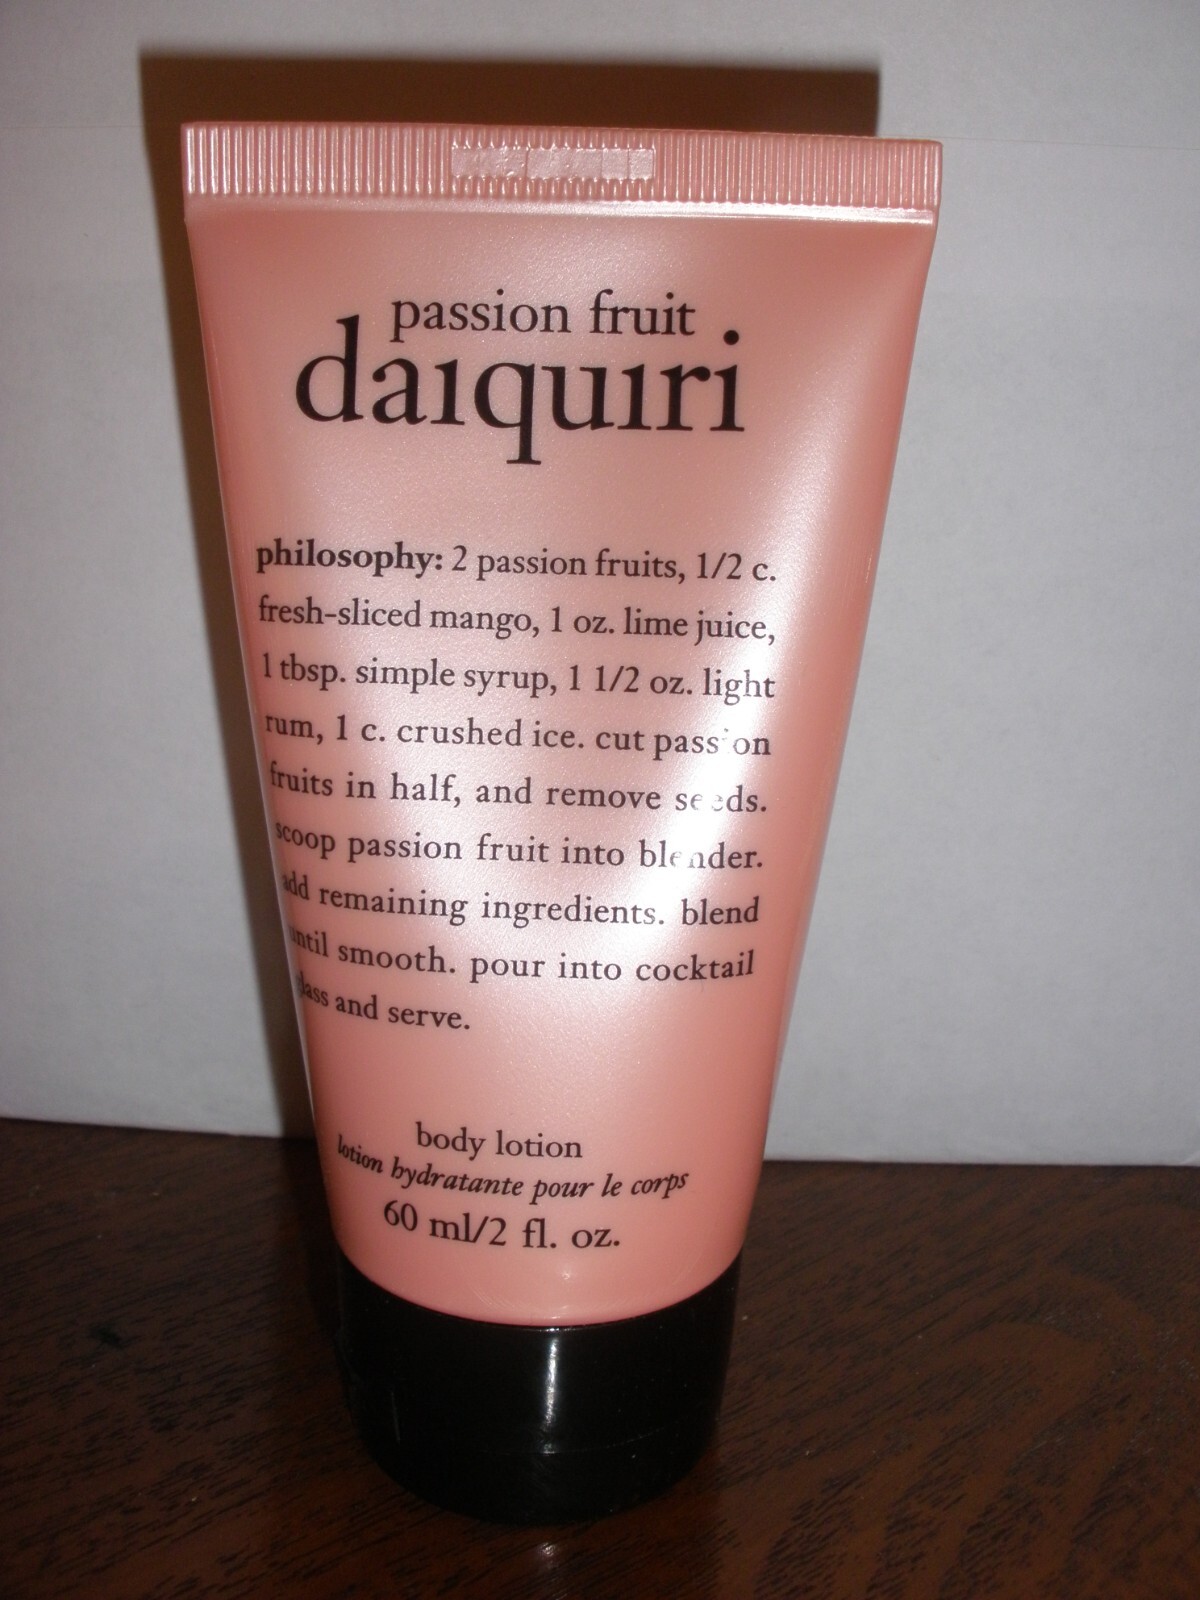 passion fruit
daiquiri
philosophy: 2 passion fruits, 1/2 c.
fresh-sliced mango, 1 oz. lime juice,
1 tbsp. simple syrup, 1 1/2 oz. light
rum, 1 c. crushed ice. cut passion
fruits in half, and remove seeds.
scoop passion fruit into blender.
add remaining ingredients. blend
until smooth. pour into cocktail
glass and serve.
body lotion
lotion hydratante pour le corps
60 ml/2 fl. oz.